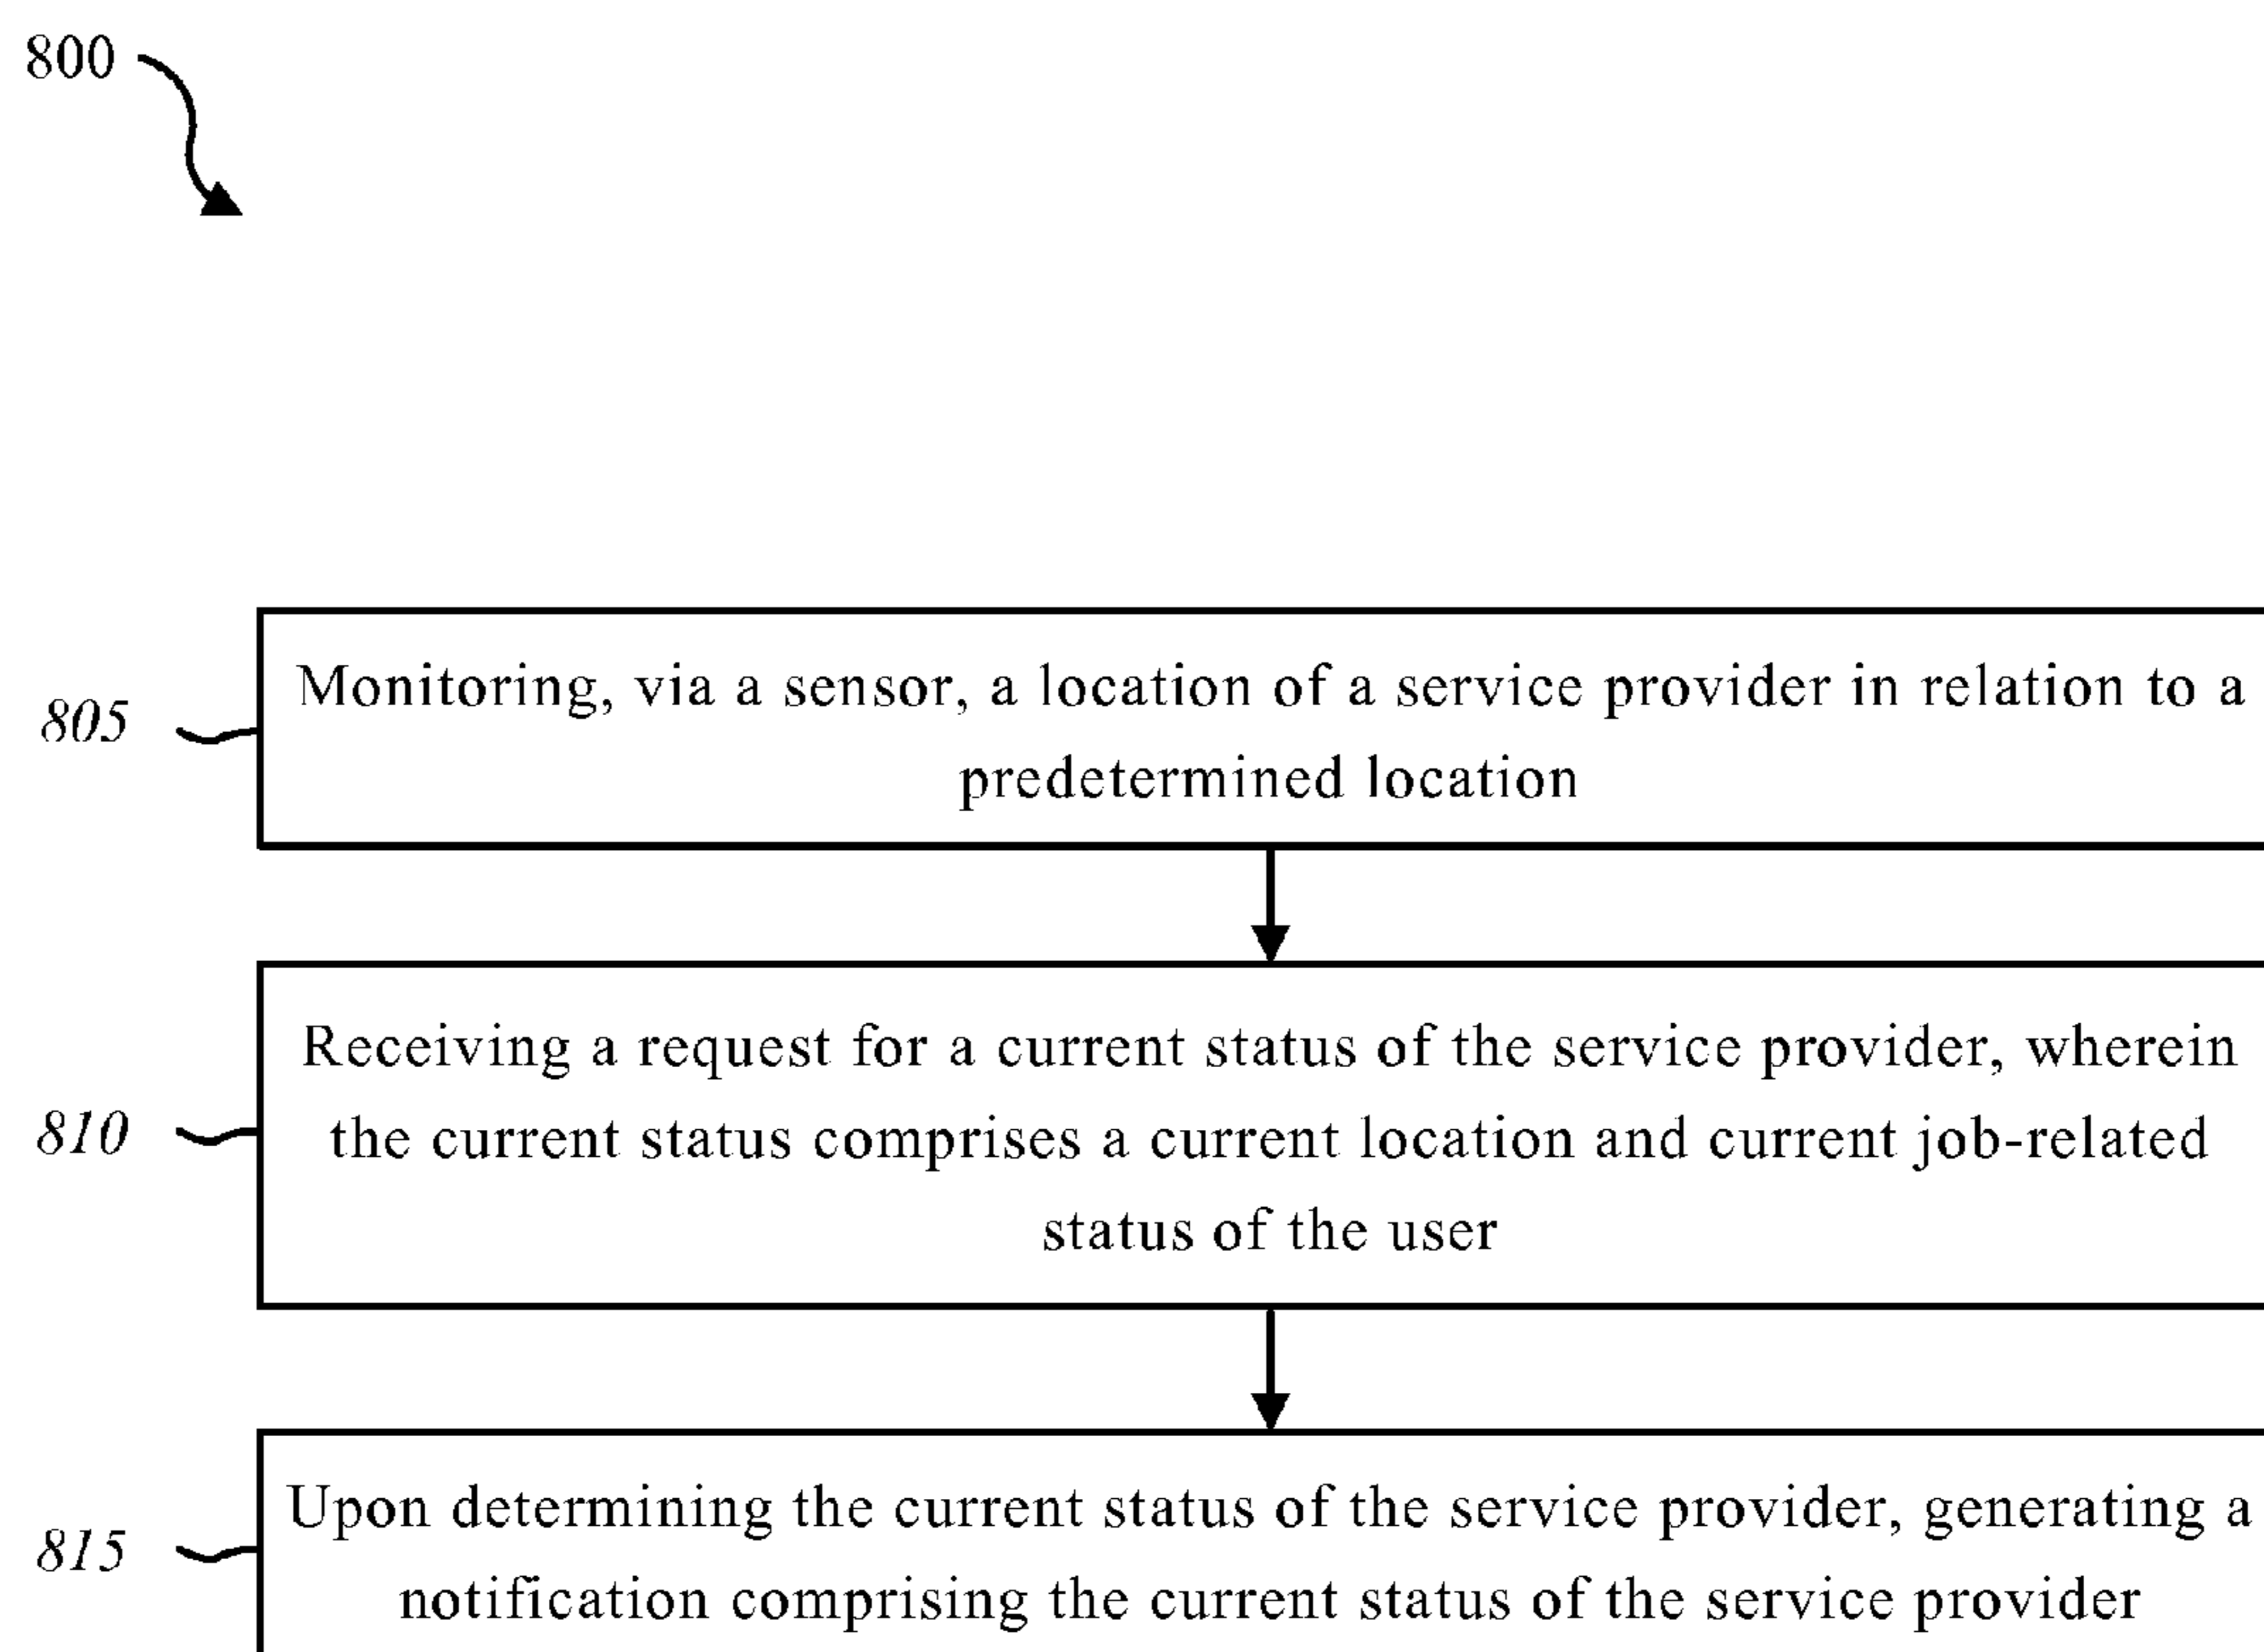 800
805
Monitoring, via a sensor, a location of a service provider in relation to a
predetermined location
810
Receiving a request for a current status of the service provider, wherein
the current status comprises a current location and current job-related
status of the user
815
Upon determining the current status of the service provider, generating a
notification comprising the current status of the service provider